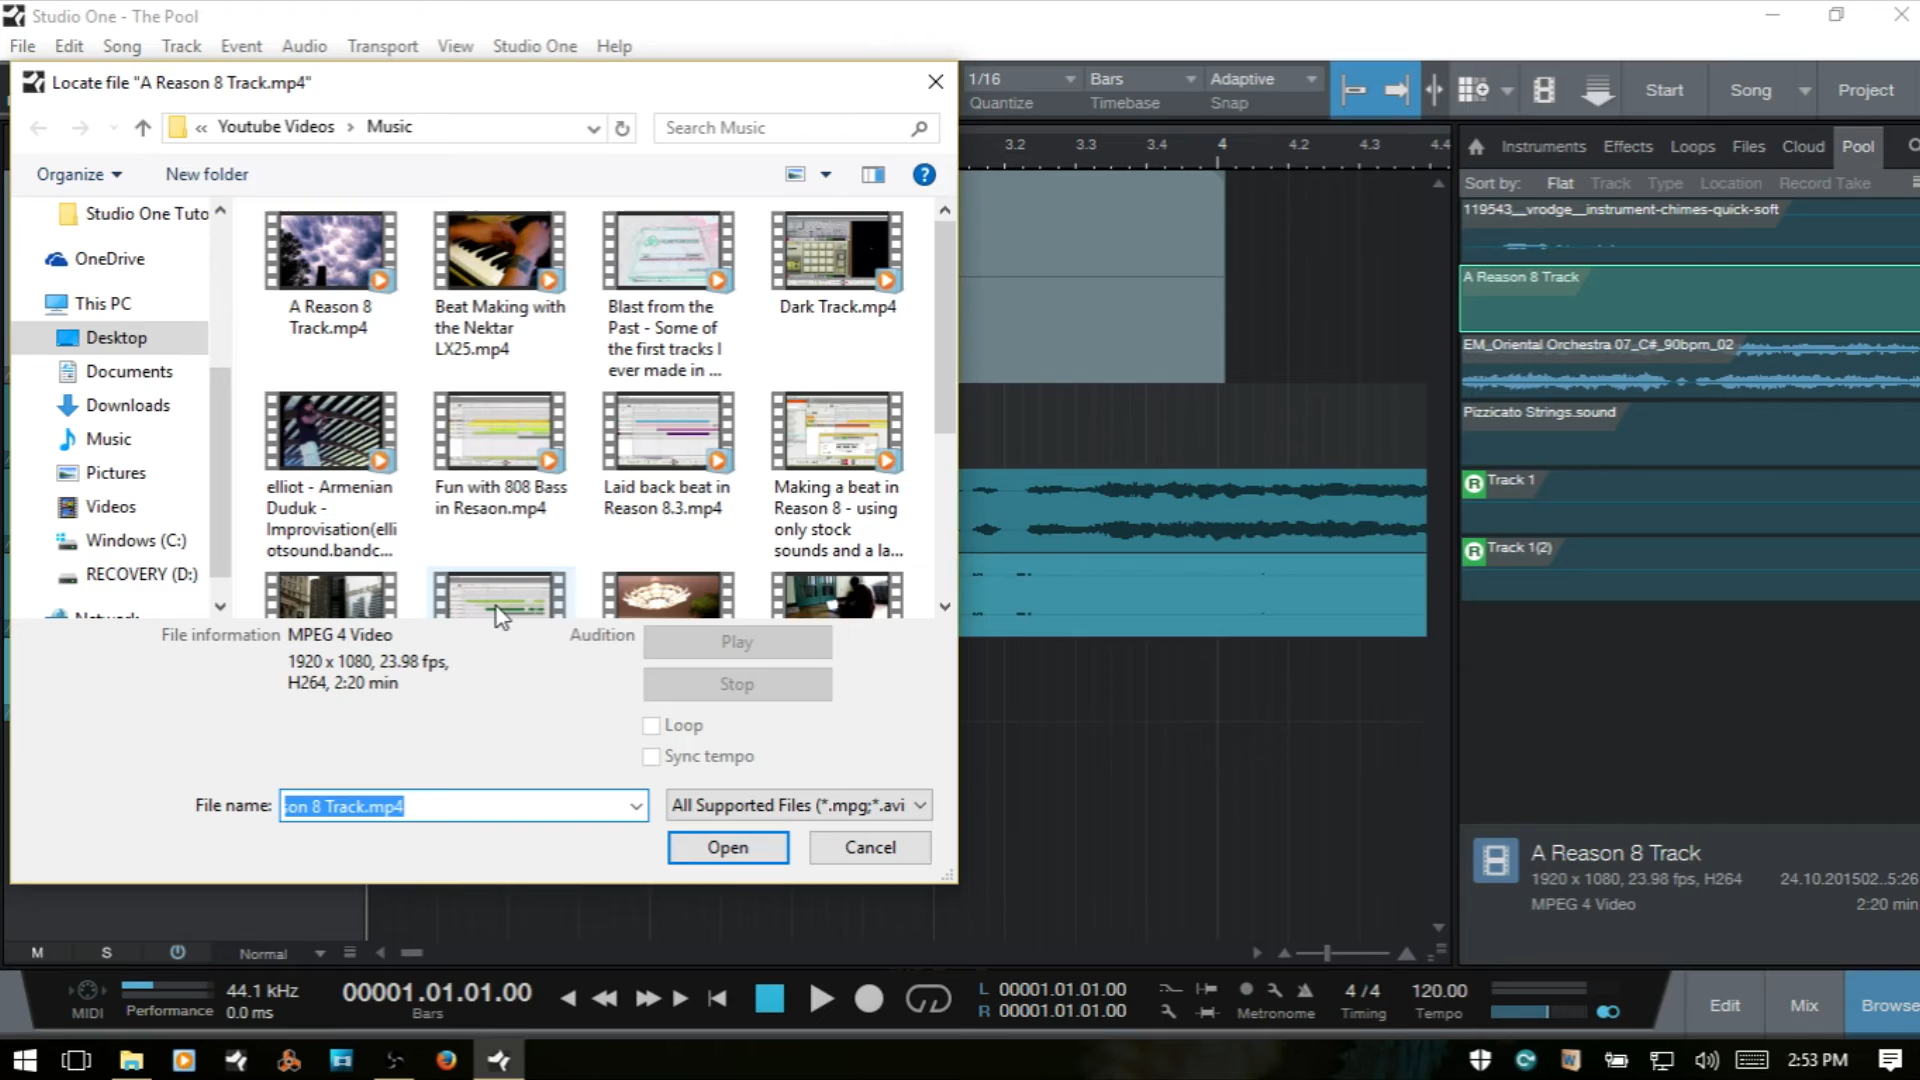 Studio One - The Pool
File Edit Song Track Event Audio Transport View Studio One Help
Locate file "A Reason 8 Track.mp4"
« Youtube Videos › Music
Search Music
Organize
New folder
Studio One Tuto
OneDrive
This PC
Desktop
Documents
Downloads
Music
Pictures
Videos
Windows (C:)
RECOVERY (D:)
A Reason 8
Track.mp4
Beat Making with
the Nektar
LX25.mp4
Blast from the
Past - Some of
the first tracks I
ever made in ...
Dark Track.mp4
elliot - Armenian
Duduk -
Improvisation(elli
otsound.bandc...
Fun with 808 Bass
in Resaon.mp4
Laid back beat in
Reason 8.3.mp4
Making a beat in
Reason 8 - using
only stock
sounds and a la...
File information MPEG 4 Video
1920 x 1080, 23.98 fps,
H264, 2:20 min
Audition
Play
Stop
Loop
Sync tempo
File name: son 8 Track.mp4
All Supported Files (*.mpg;*.avi
Open
Cancel
1/16
Quantize
Bars
Timebase
Adaptive
Snap
Start
Song
Project
3.2 3.3 3.4 4 4.2 4.3 4.4
Instruments Effects Loops Files Cloud Pool
Sort by: Flat Track Type Location Record Take
119543__vrodge__instrument-chimes-quick-soft
A Reason 8 Track
EM_Oriental Orchestra 07_C#_90bpm_02
Pizzicato Strings.sound
R Track 1
R Track 1(2)
A Reason 8 Track
1920 x 1080, 23.98 fps, H264
24.10.201502..5:26
MPEG 4 Video
2:20 min
M S Normal
MIDI
Performance
44.1 kHz
0.0 ms
00001.01.01.00
Bars
L 00001.01.01.00
R 00001.01.01.00
Metronome
4 / 4
Timing
120.00
Tempo
Edit
Mix
Browse
2:53 PM